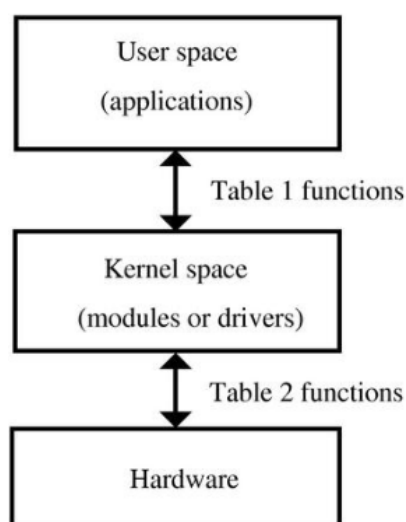 User space
(applications)
Table 1 functions
Kernel space
(modules or drivers)
Table 2 functions
Hardware